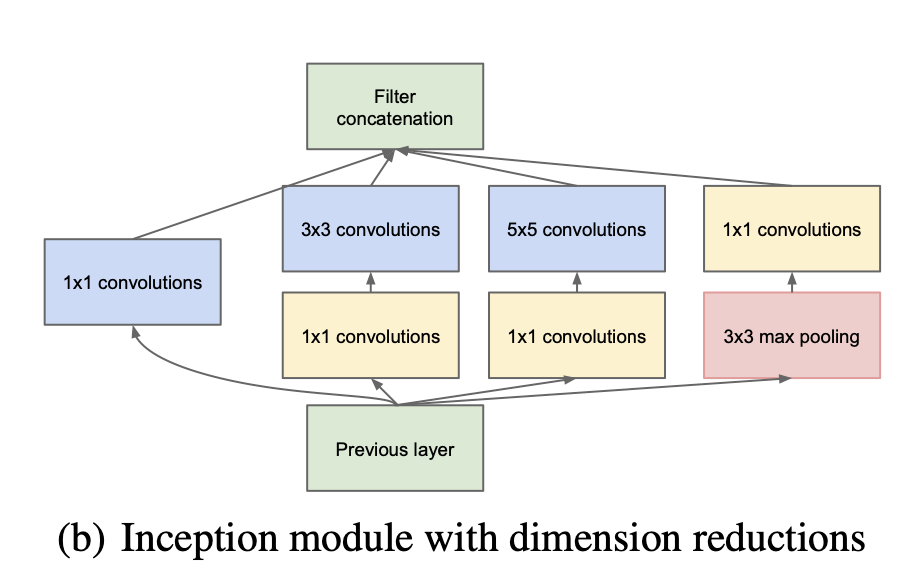 Filter
concatenation
3x3 convolutions
5x5 convolutions
1x1 convolutions
1x1 convolutions
1x1 convolutions
1x1 convolutions
3x3 max pooling
Previous layer
(b) Inception module with dimension reductions